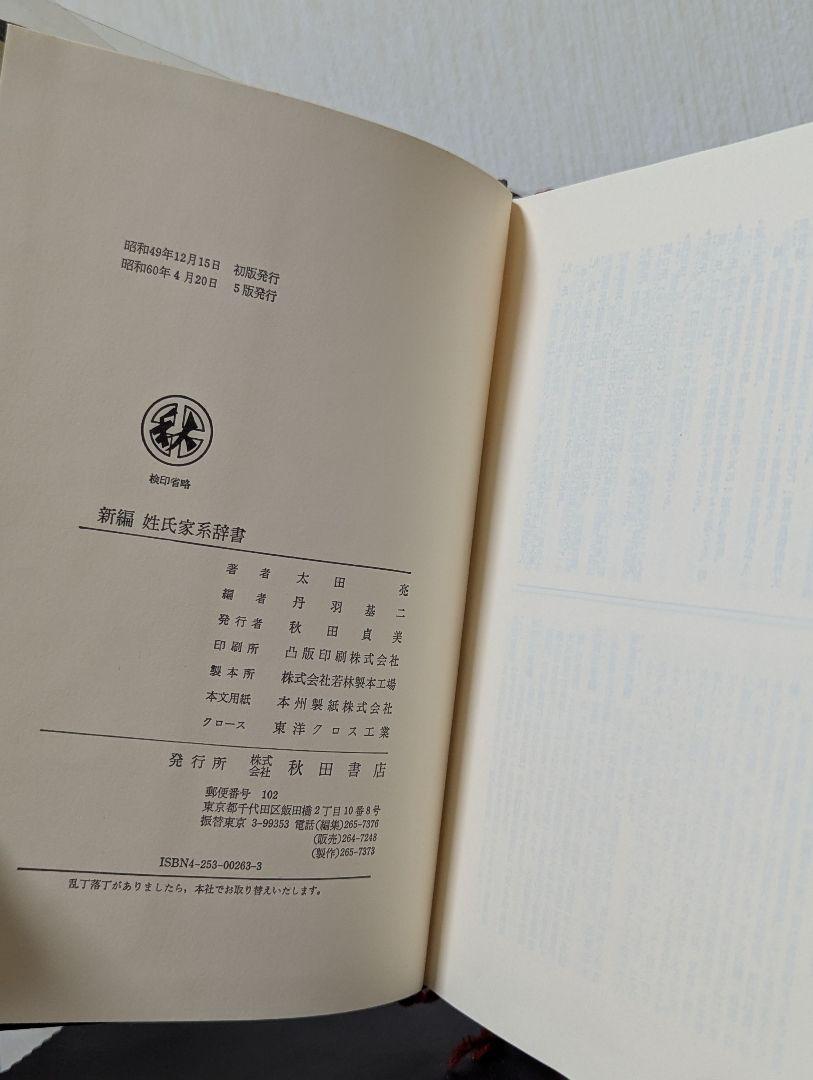 昭和49年12月15日 初版発行
昭和60年4月20日 5版発行
秋
検印省略
新編 姓氏家系辞書
著者 太田 亮
編者 丹羽基二
発行者 秋田貞美
印刷所 凸版印刷株式会社
製本所 株式会社若林製本工場
本文用紙 本州製紙株式会社
クロース 東洋クロス工業
発行所 株式会社 秋田書店
郵便番号 102
東京都千代田区飯田橋2丁目10番8号
振替東京 3-99353 電話(編集)265-7376
(販売)264-7248
(製作)265-7373
ISBN4-253-00263-3
乱丁落丁がありましたら，本社でお取り替えいたします。